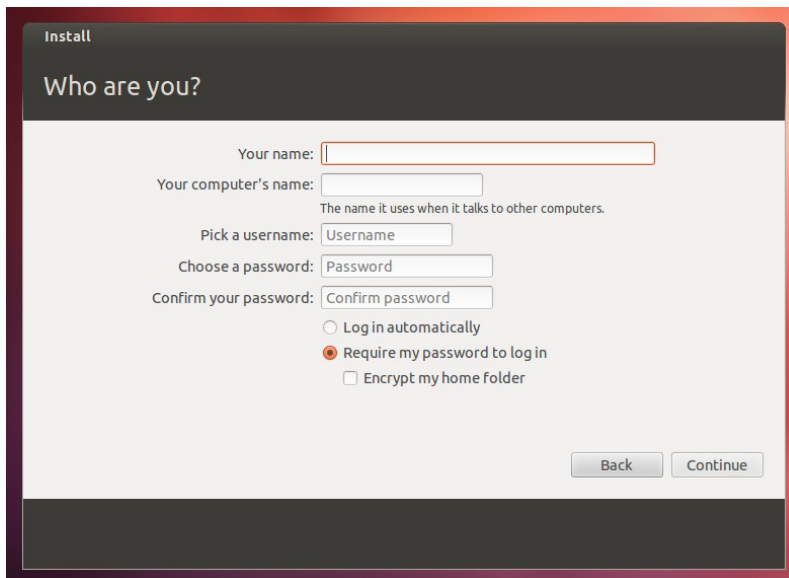 Install
Who are you?
Your name:
Your computer's name:
The name it uses when it talks to other computers.
Pick a username: Username
Choose a password: Password
Confirm your password: Confirm password
Log in automatically
Require my password to log in
Encrypt my home folder
Back Continue